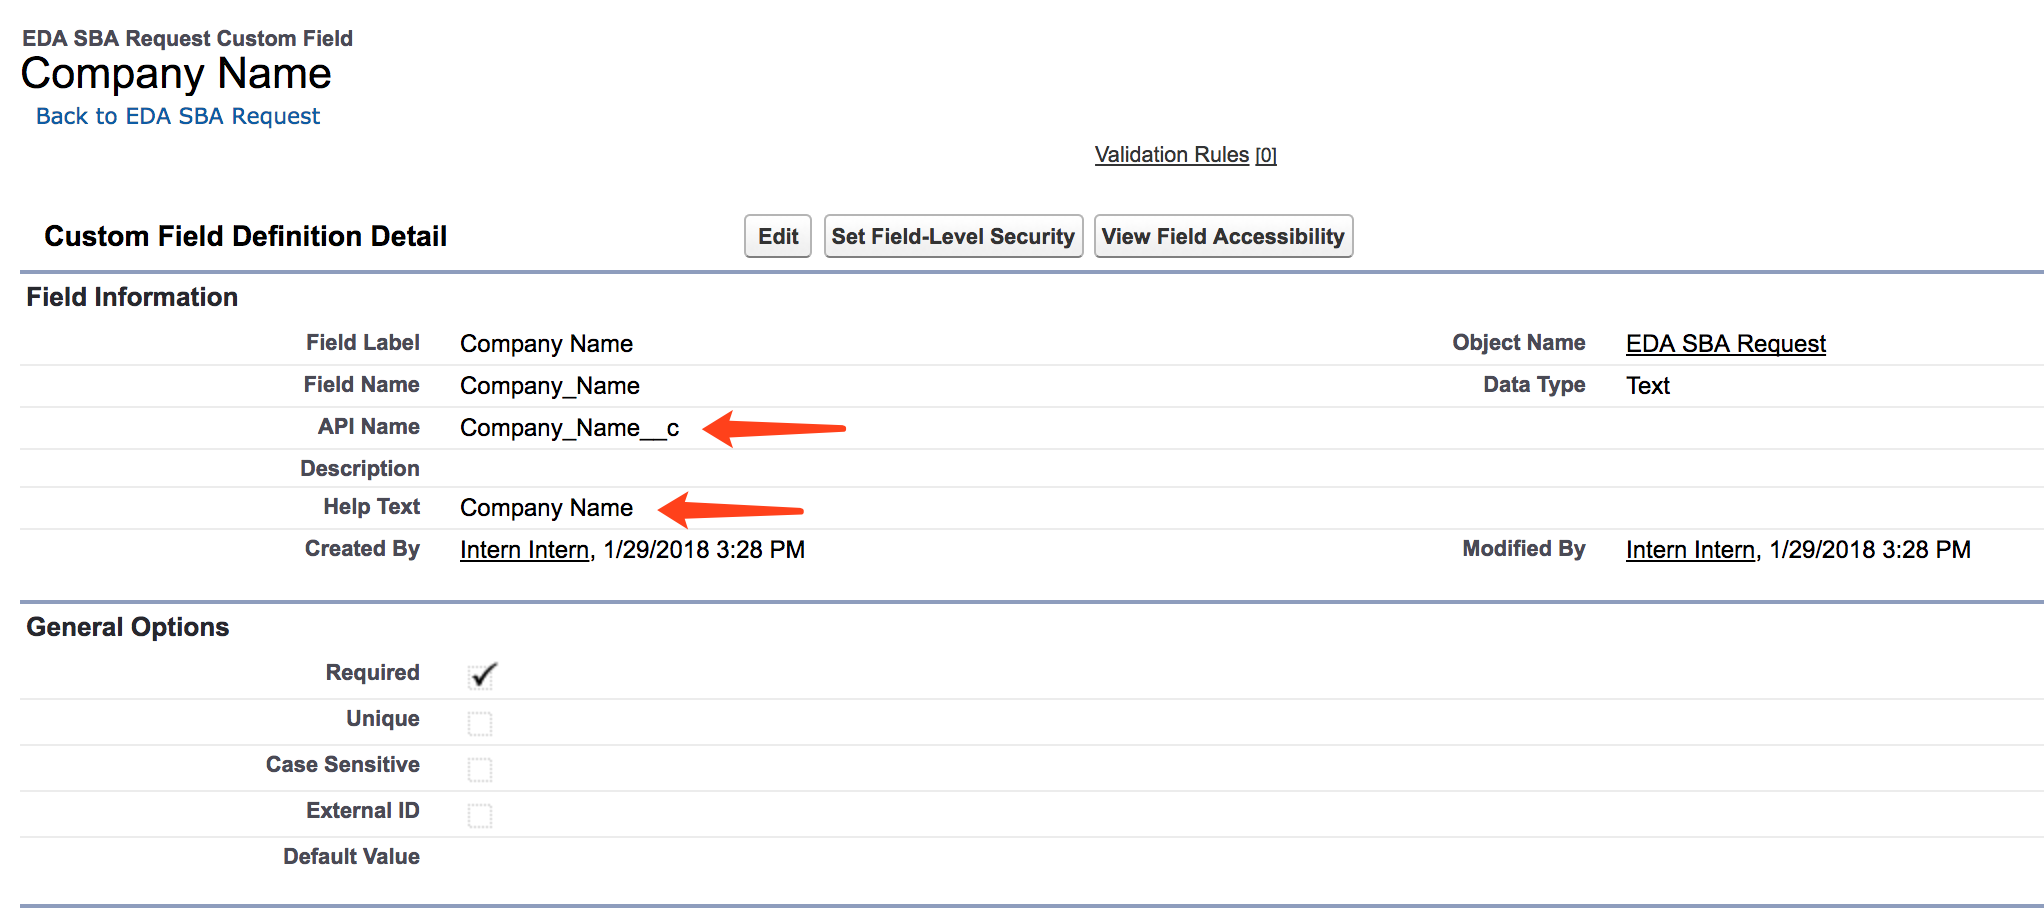 EDA SBA Request Custom Field
Company Name
Back to EDA SBA Request
Validation Rules [0]
Custom Field Definition Detail Edit Set Field-Level Security View Field Accessibility
Field Information
Field Label Company Name Object Name EDA SBA Request
Field Name Company_Name Data Type Text
API Name Company_Name__c
Description
Help Text Company Name
Created By Intern Intern, 1/29/2018 3:28 PM Modified By Intern Intern, 1/29/2018 3:28 PM
General Options
Required
Unique
Case Sensitive
External ID
Default Value